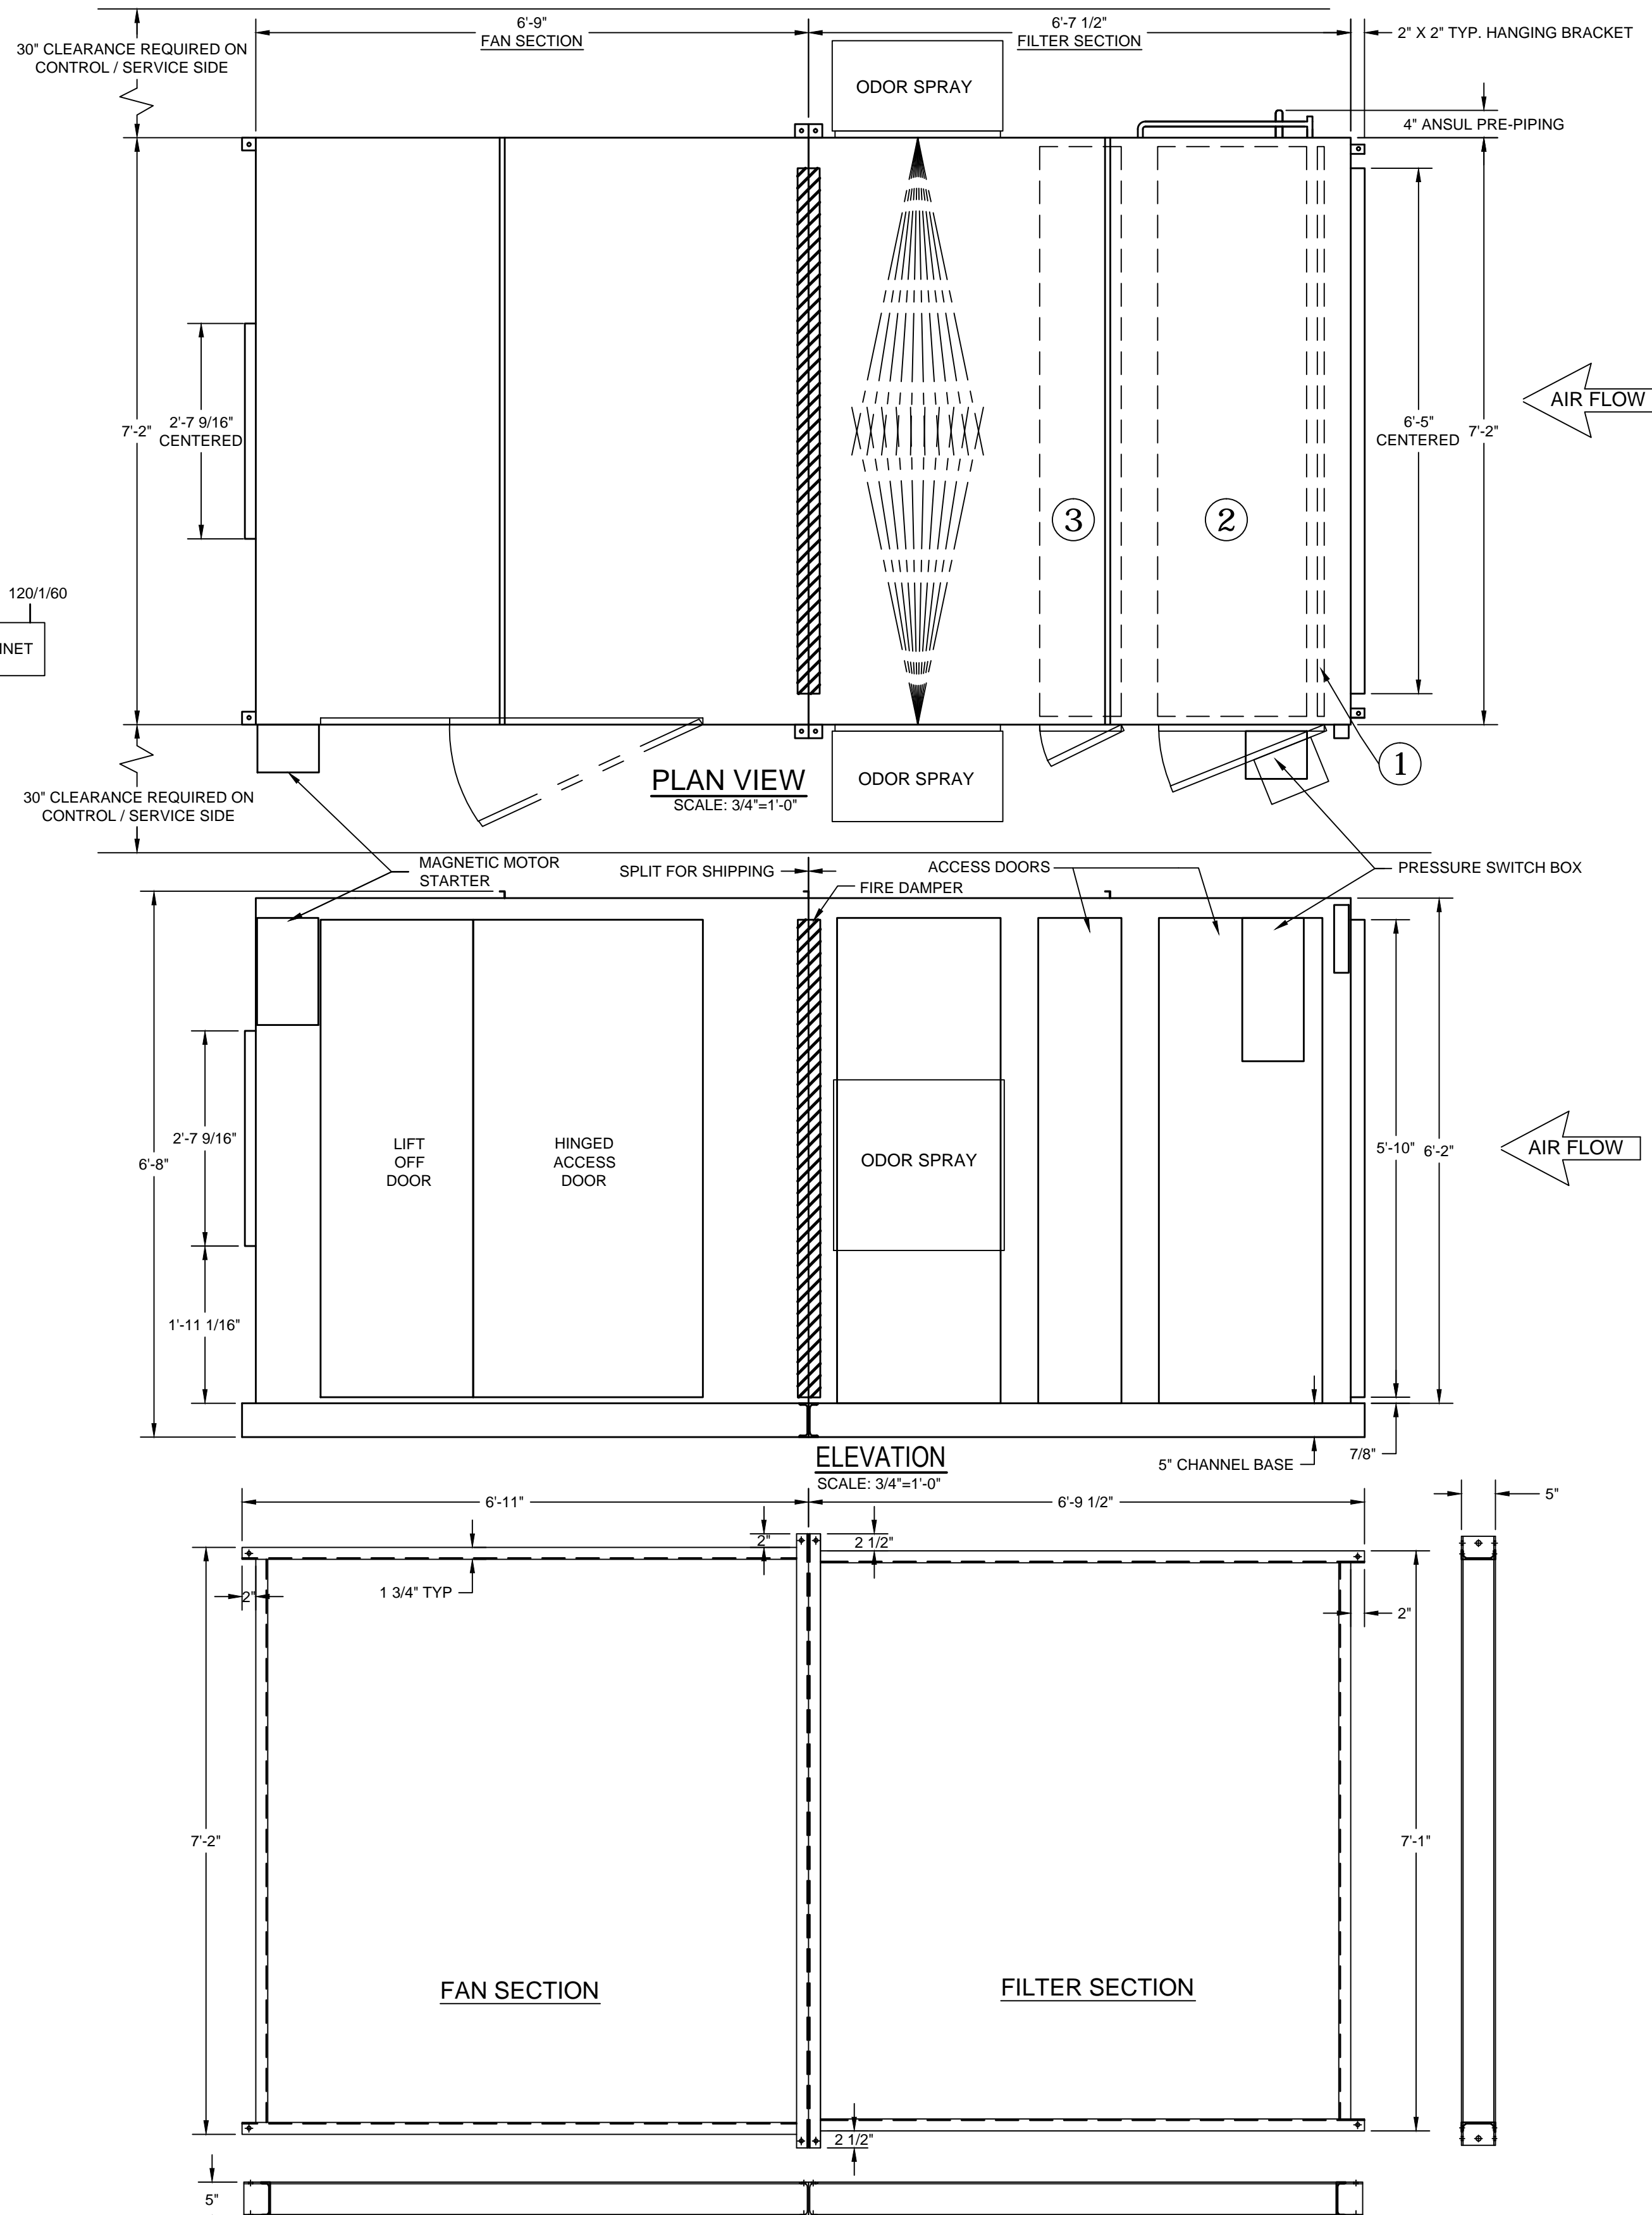 6'-9"
FAN SECTION
6'-7 1/2"
FILTER SECTION
2" X 2" TYP. HANGING BRACKET
30" CLEARANCE REQUIRED ON
CONTROL / SERVICE SIDE
ODOR SPRAY
4" ANSUL PRE-PIPING
7'-2"
2'-7 9/16"
CENTERED
AIR FLOW
6'-5"
CENTERED
7'-2"
3
2
120/1/60
INET
1
30" CLEARANCE REQUIRED ON
CONTROL / SERVICE SIDE
PLAN VIEW
SCALE: 3/4"=1'-0"
ODOR SPRAY
MAGNETIC MOTOR
STARTER
SPLIT FOR SHIPPING
FIRE DAMPER
ACCESS DOORS
PRESSURE SWITCH BOX
6'-8"
2'-7 9/16"
1'-11 1/16"
LIFT
OFF
DOOR
HINGED
ACCESS
DOOR
ODOR SPRAY
5'-10"
6'-2"
AIR FLOW
ELEVATION
SCALE: 3/4"=1'-0"
5" CHANNEL BASE
7/8"
6'-11"
6'-9 1/2"
5"
2"
2 1/2"
1 3/4" TYP
2"
2"
7'-2"
7'-1"
FAN SECTION
FILTER SECTION
2 1/2"
5"